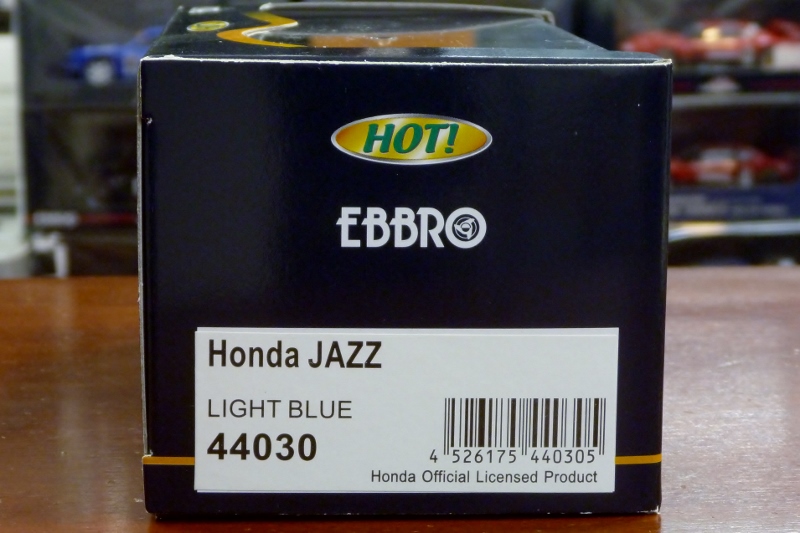 HOT!
EBBRO
Honda JAZZ
LIGHT BLUE
44030
4 526175 440305
Honda Official Licensed Product